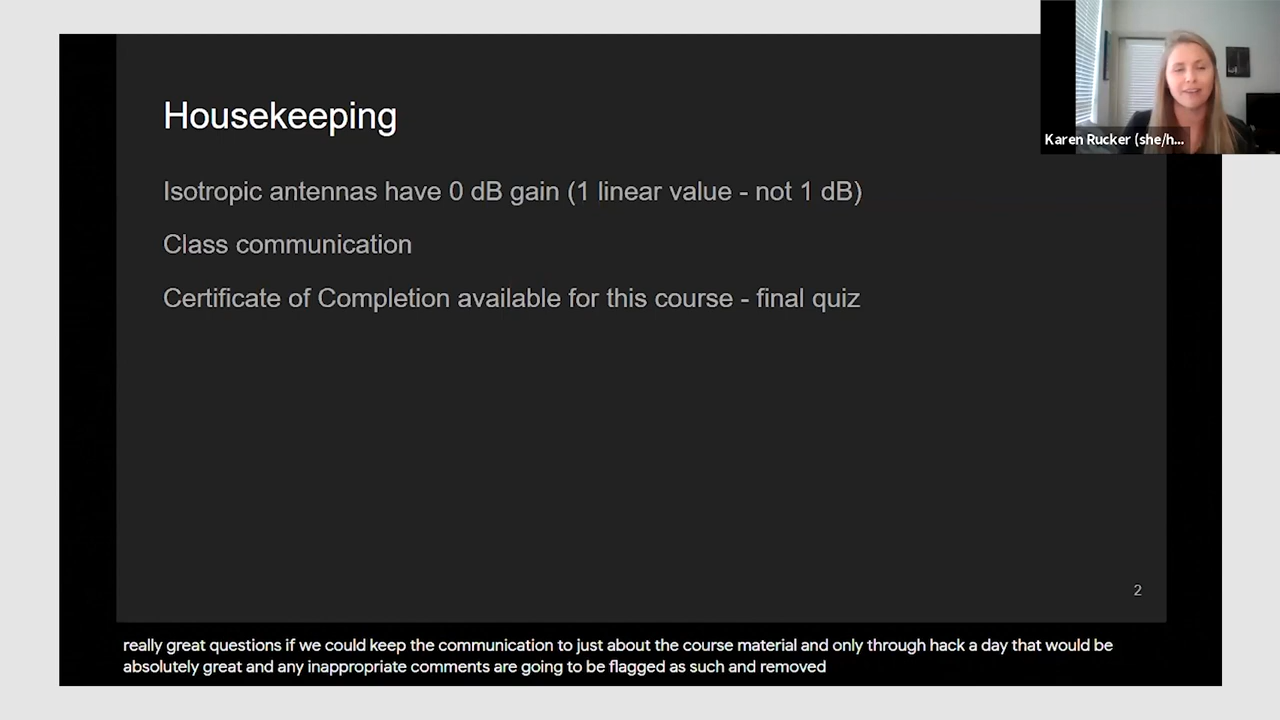 Housekeeping
Karen Rucker (she/h...
Isotropic antennas have 0 dB gain (1 linear value - not 1 dB)
Class communication
Certificate of Completion available for this course - final quiz
2
really great questions if we could keep the communication to just about the course material and only through hack a day that would be
absolutely great and any inappropriate comments are going to be flagged as such and removed